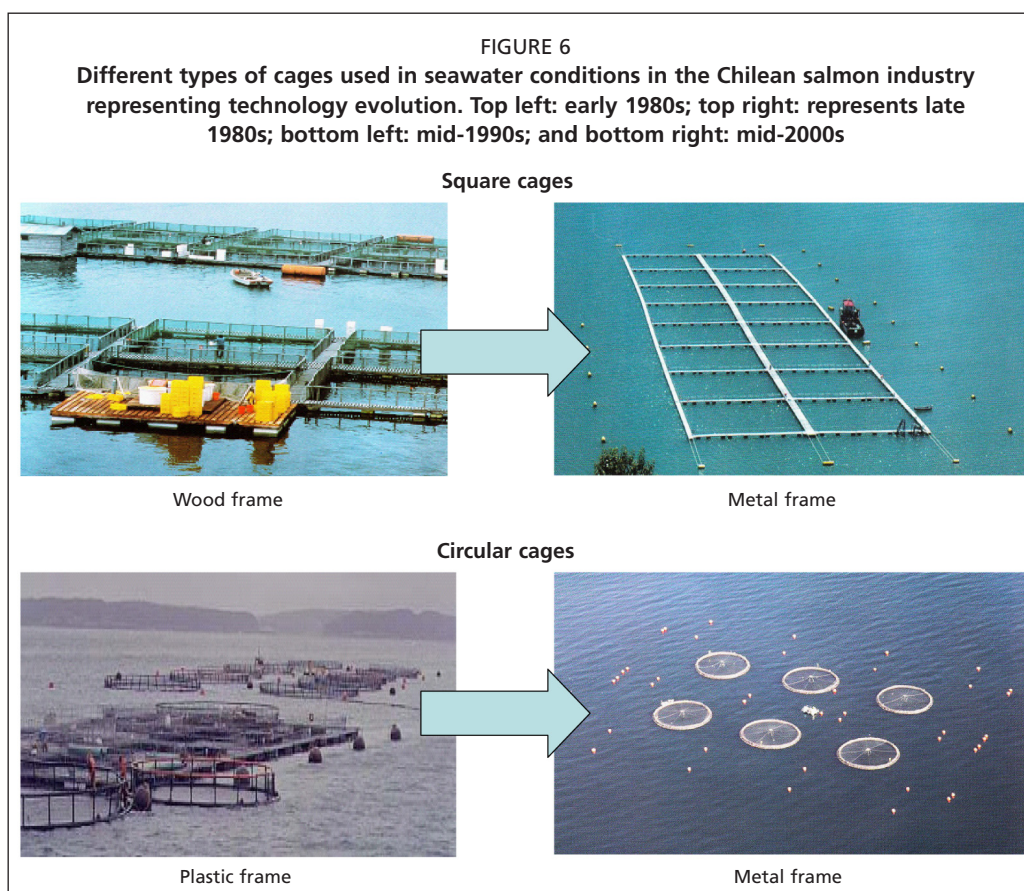 FIGURE 6
Different types of cages used in seawater conditions in the Chilean salmon industry
representing technology evolution. Top left: early 1980s; top right: represents late
1980s; bottom left: mid-1990s; and bottom right: mid-2000s
Square cages
Wood frame
Metal frame
Circular cages
Plastic frame
Metal frame